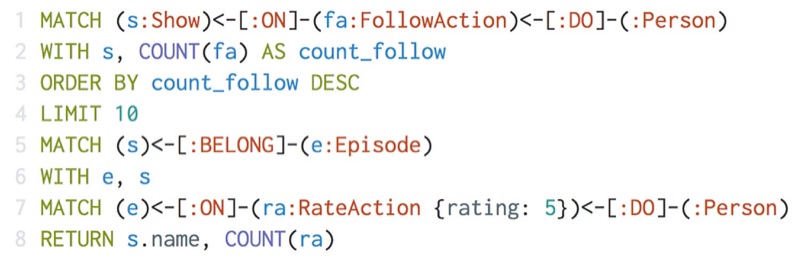 1 MATCH (s:Show)<-[:ON]-(fa:FollowAction)<-[:DO]-(:Person)
2 WITH s, COUNT(fa) AS count_follow
3 ORDER BY count_follow DESC
4 LIMIT 10
5 MATCH (s)<-[:BELONG]-(e:Episode)
6 WITH e, s
7 MATCH (e)<-[:ON]-(ra:RateAction {rating: 5})<-[:DO]-(:Person)
8 RETURN s.name, COUNT(ra)